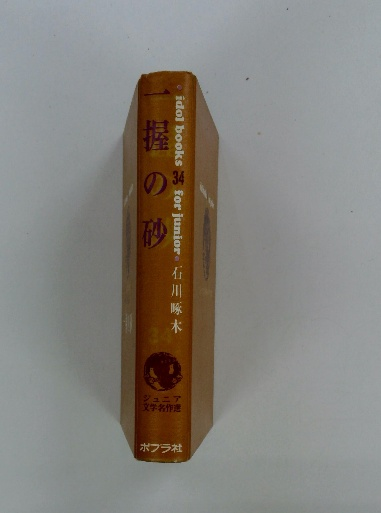 一握の砂
idol books 34 for junior
石川啄木
ジュニア
文学名作選
ポプラ社